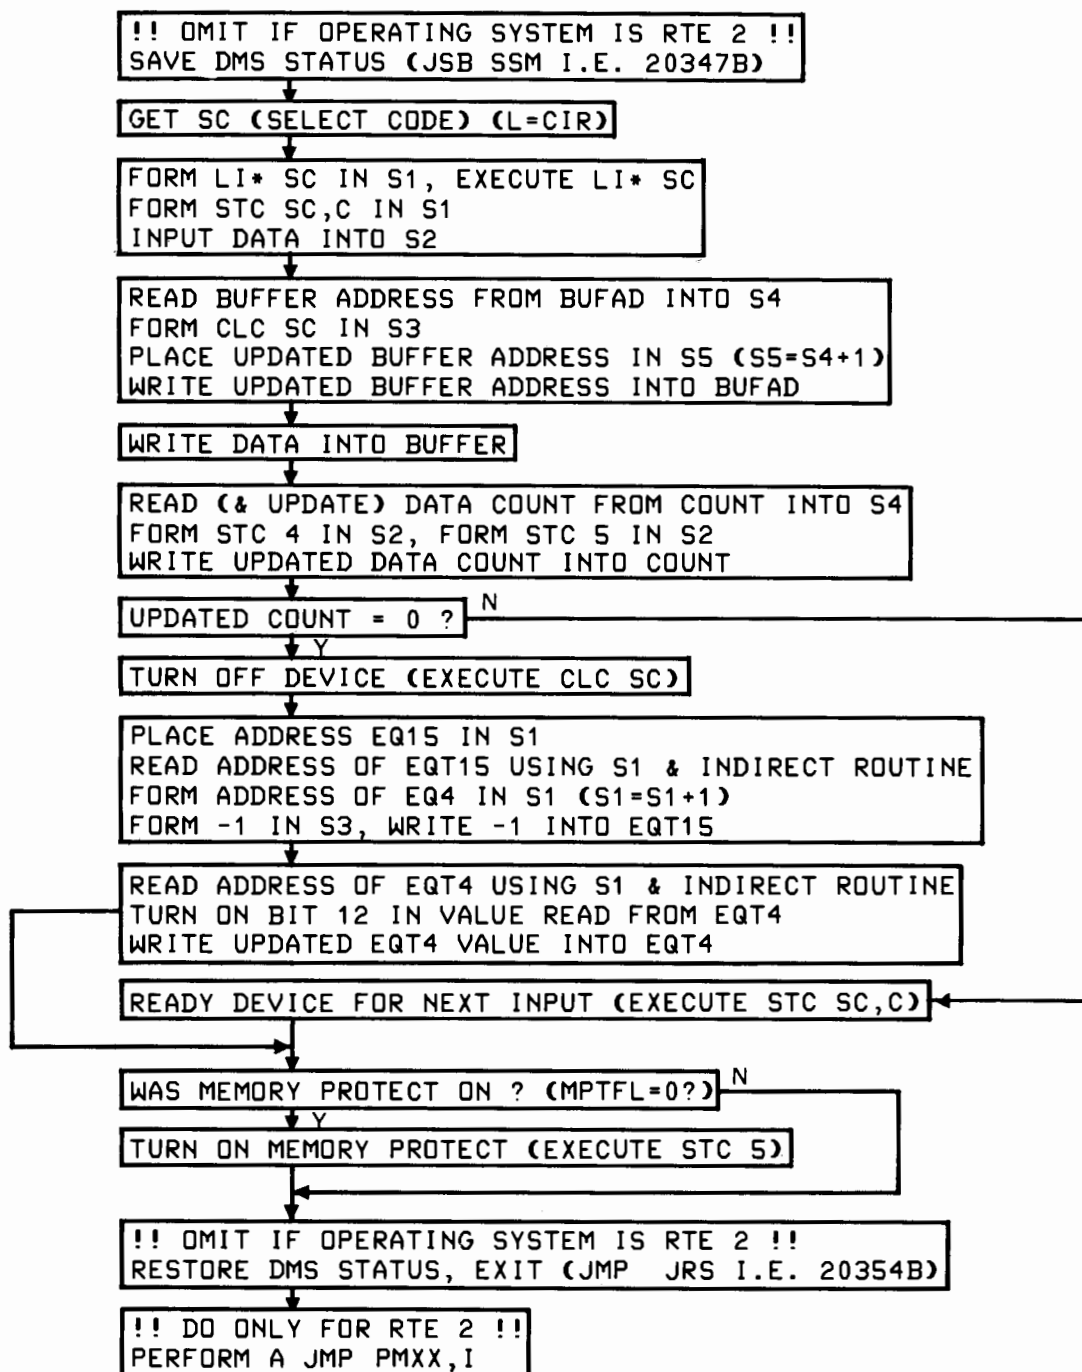 !! OMIT IF OPERATING SYSTEM IS RTE 2 !!
SAVE DMS STATUS (JSB SSM I.E. 20347B)
GET SC (SELECT CODE) (L=CIR)
FORM LI* SC IN S1, EXECUTE LI* SC
FORM STC SC,C IN S1
INPUT DATA INTO S2
READ BUFFER ADDRESS FROM BUFAD INTO S4
FORM CLC SC IN S3
PLACE UPDATED BUFFER ADDRESS IN S5 (S5=S4+1)
WRITE UPDATED BUFFER ADDRESS INTO BUFAD
WRITE DATA INTO BUFFER
READ (& UPDATE) DATA COUNT FROM COUNT INTO S4
FORM STC 4 IN S2, FORM STC 5 IN S2
WRITE UPDATED DATA COUNT INTO COUNT
UPDATED COUNT = 0 ? N
Y
TURN OFF DEVICE (EXECUTE CLC SC)
PLACE ADDRESS EQ15 IN S1
READ ADDRESS OF EQT15 USING S1 & INDIRECT ROUTINE
FORM ADDRESS OF EQ4 IN S1 (S1=S1+1)
FORM -1 IN S3, WRITE -1 INTO EQT15
READ ADDRESS OF EQT4 USING S1 & INDIRECT ROUTINE
TURN ON BIT 12 IN VALUE READ FROM EQT4
WRITE UPDATED EQT4 VALUE INTO EQT4
READY DEVICE FOR NEXT INPUT (EXECUTE STC SC,C)
WAS MEMORY PROTECT ON ? (MPTFL=0?) N
Y
TURN ON MEMORY PROTECT (EXECUTE STC 5)
!! OMIT IF OPERATING SYSTEM IS RTE 2 !!
RESTORE DMS STATUS, EXIT (JMP JRS I.E. 20354B)
!! DO ONLY FOR RTE 2 !!
PERFORM A JMP PMXX,I